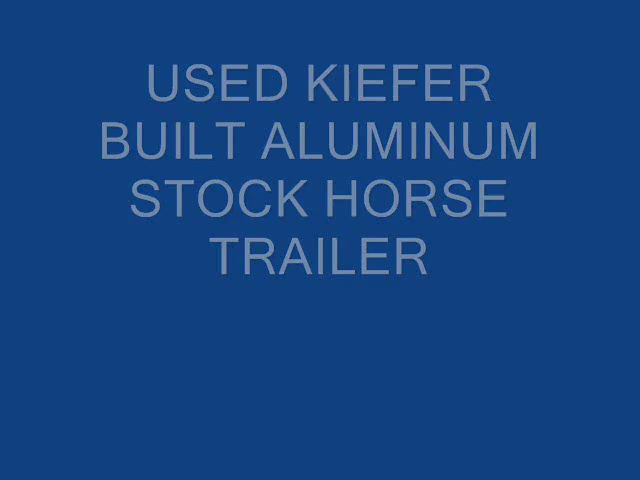 USED KIEFER
BUILT ALUMINUM
STOCK HORSE
TRAILER